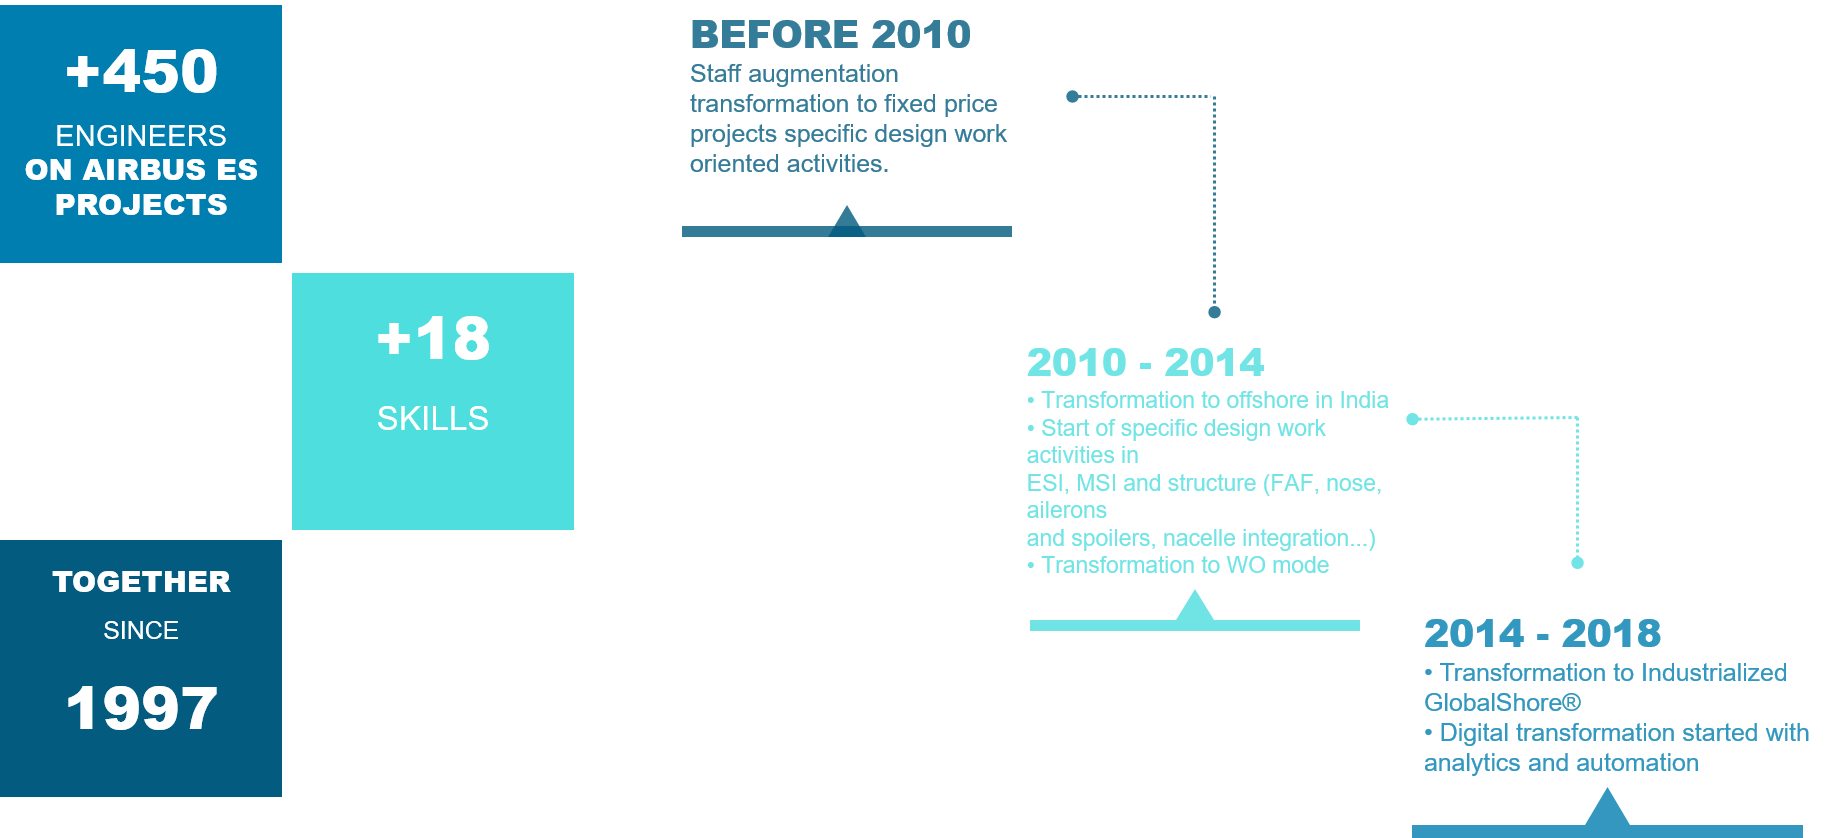 +450
ENGINEERS
ON AIRBUS ES
PROJECTS
+18
SKILLS
TOGETHER
SINCE
1997
BEFORE 2010
Staff augmentation
transformation to fixed price
projects specific design work
oriented activities.
2010 - 2014
• Transformation to offshore in India
• Start of specific design work
activities in
ESI, MSI and structure (FAF, nose,
ailerons
and spoilers, nacelle integration...)
• Transformation to WO mode
2014 - 2018
• Transformation to Industrialized
GlobalShore®
• Digital transformation started with
analytics and automation